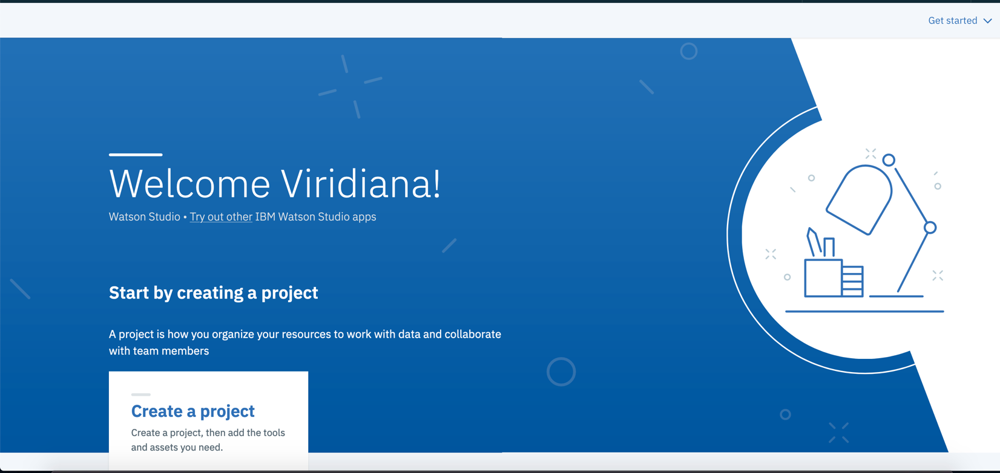 Get started
Welcome Viridiana!
Watson Studio • Try out other IBM Watson Studio apps
Start by creating a project
A project is how you organize your resources to work with data and collaborate
with team members
Create a project
Create a project, then add the tools
and assets you need.